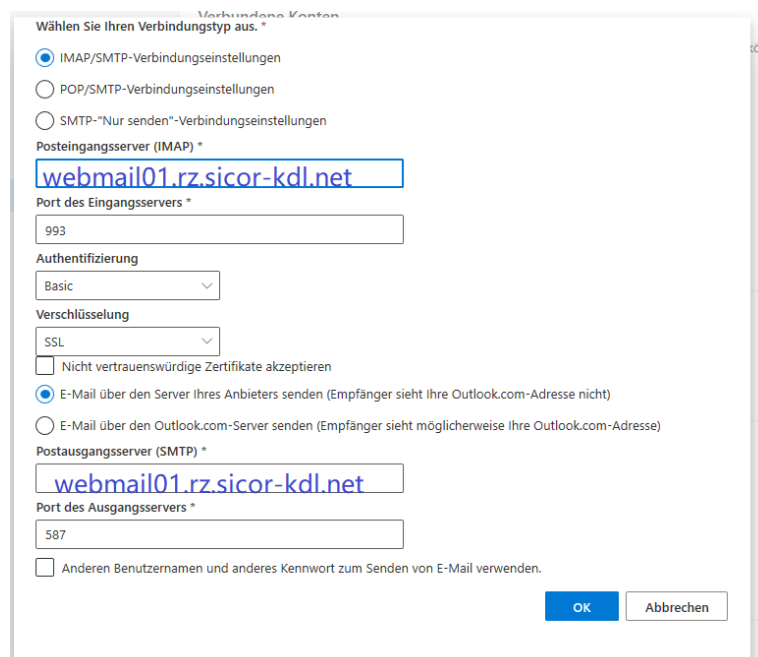 Verbundene Konten
Wählen Sie Ihren Verbindungstyp aus. *
IMAP/SMTP-Verbindungseinstellungen
POP/SMTP-Verbindungseinstellungen
SMTP-"Nur senden"-Verbindungseinstellungen
Posteingangsserver (IMAP) *
webmail01.rz.sicor-kdl.net
Port des Eingangsservers *
993
Authentifizierung
Basic
Verschlüsselung
SSL
Nicht vertrauenswürdige Zertifikate akzeptieren
E-Mail über den Server Ihres Anbieters senden (Empfänger sieht Ihre Outlook.com-Adresse nicht)
E-Mail über den Outlook.com-Server senden (Empfänger sieht möglicherweise Ihre Outlook.com-Adresse)
Postausgangsserver (SMTP) *
webmail01.rz.sicor-kdl.net
Port des Ausgangsservers *
587
Anderen Benutzernamen und anderes Kennwort zum Senden von E-Mail verwenden.
OK Abbrechen